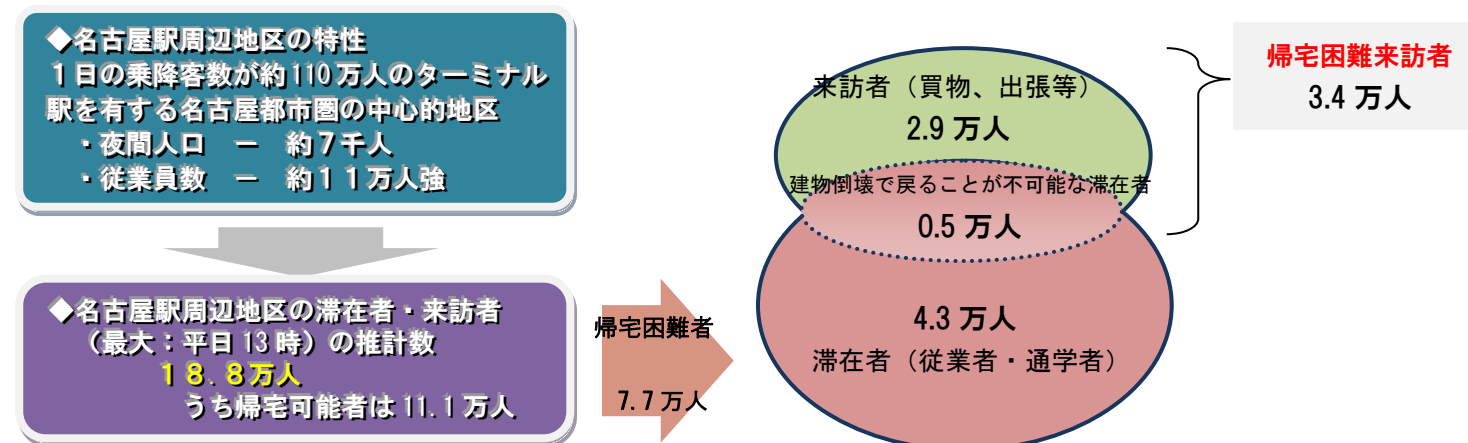 ◆名古屋駅周辺地区の特性
１日の乗降客数が約110万人のターミナル
駅を有する名古屋都市圏の中心的地区
・夜間人口　－　約７千人
・従業員数　－　約１１万人強
◆名古屋駅周辺地区の滞在者・来訪者
（最大：平日13時）の推計数
１８.８万人
うち帰宅可能者は11.1万人
帰宅困難者
7.7万人
来訪者（買物、出張等）
2.9 万人
建物倒壊で戻ることが不可能な滞在者
0.5 万人
4.3 万人
滞在者（従業者・通学者）
帰宅困難来訪者
3.4 万人